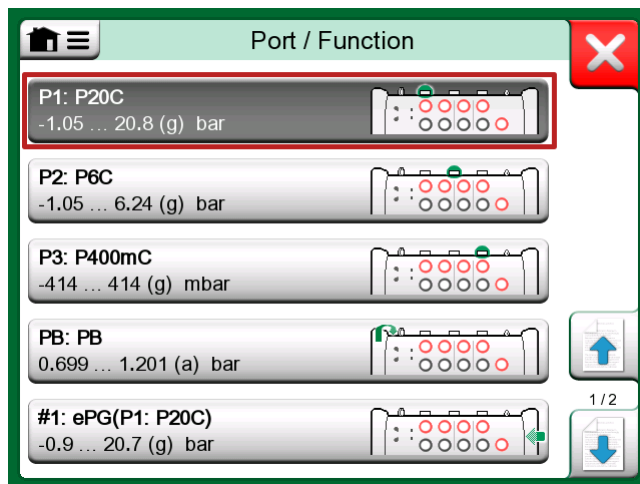 Port / Function
P1: P20C
-1.05 ... 20.8 (g) bar
P2: P6C
-1.05 ... 6.24 (g) bar
P3: P400mC
-414 ... 414 (g) mbar
PB: PB
0.699 ... 1.201 (a) bar
1 / 2
#1: ePG(P1: P20C)
-0.9 ... 20.7 (g) bar